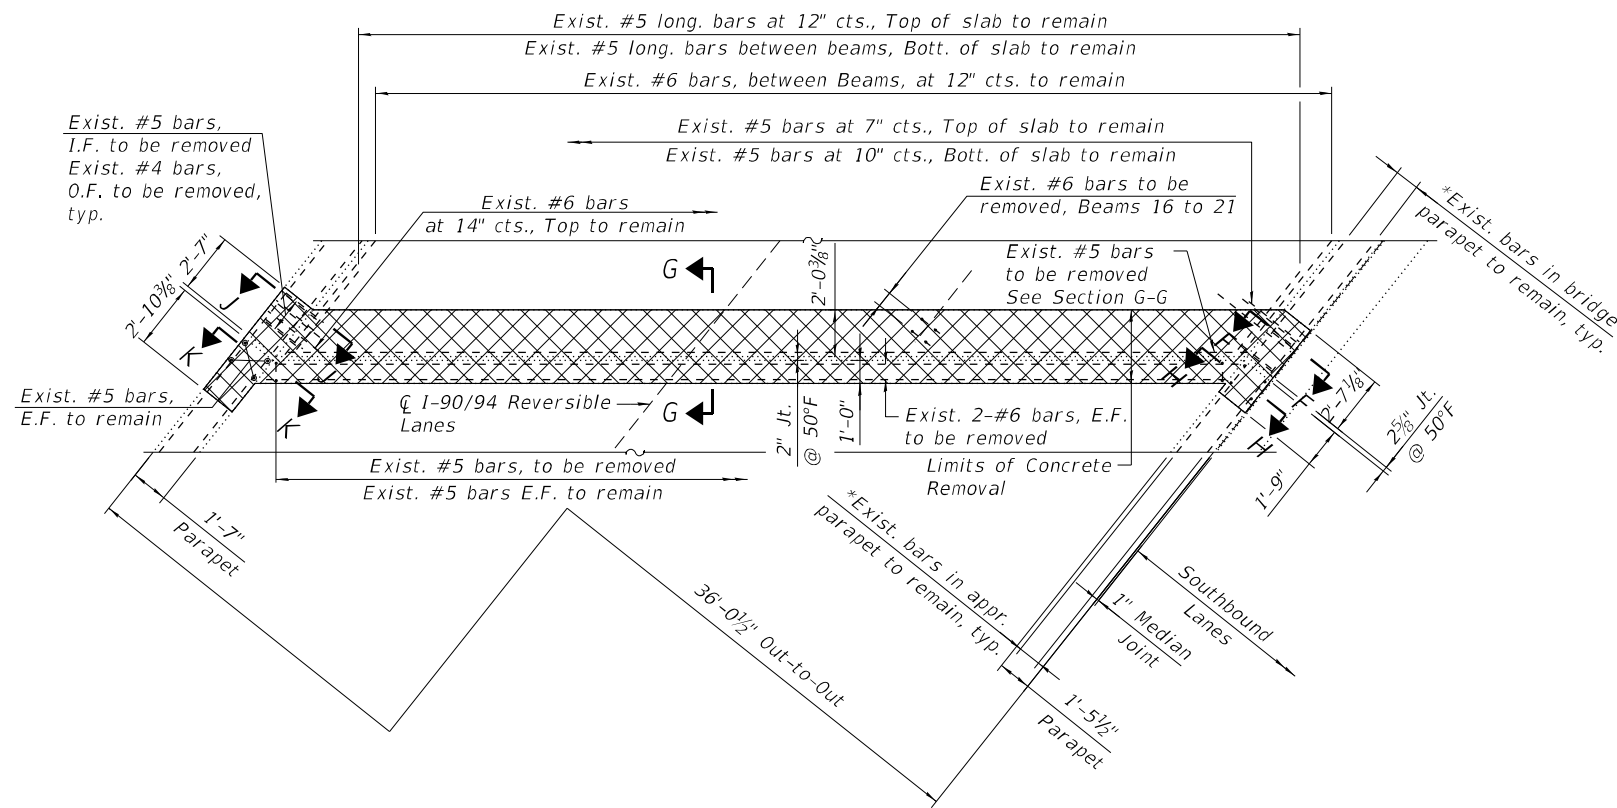 Exist. #5 long. bars at 12" cts., Top of slab to remain
Exist. #5 long. bars between beams, Bott. of slab to remain
Exist. #6 bars, between Beams, at 12" cts. to remain
Exist. #5 bars at 7" cts., Top of slab to remain
Exist. #5 bars at 10" cts., Bott. of slab to remain
Exist. #5 bars,
I.F. to be removed
Exist. #4 bars,
O.F. to be removed,
typ.
Exist. #6 bars
at 14" cts., Top to remain
Exist. #6 bars to be
removed, Beams 16 to 21
Exist. #5 bars
to be removed
See Section G-G
*Exist. bars in bridge
parapet to remain, typ.
2'-7"
2'-10⅜"
J
K
J
K
G
G
2'-0⅜"
F
H
F
H
Exist. #5 bars,
E.F. to remain
℄ I-90/94 Reversible
Lanes
2" Jt.
@ 50°F
1'-0"
Exist. 2-#6 bars, E.F.
to be removed
Limits of Concrete
Removal
2'-7⅛"
2⅝" Jt.
@ 50°F
1'-9"
Exist. #5 bars, to be removed
Exist. #5 bars E.F. to remain
1'-7"
Parapet
36'-0½" Out-to-Out
*Exist. bars in appr.
parapet to remain, typ.
Southbound
Lanes
1" Median
Joint
1'-5½"
Parapet